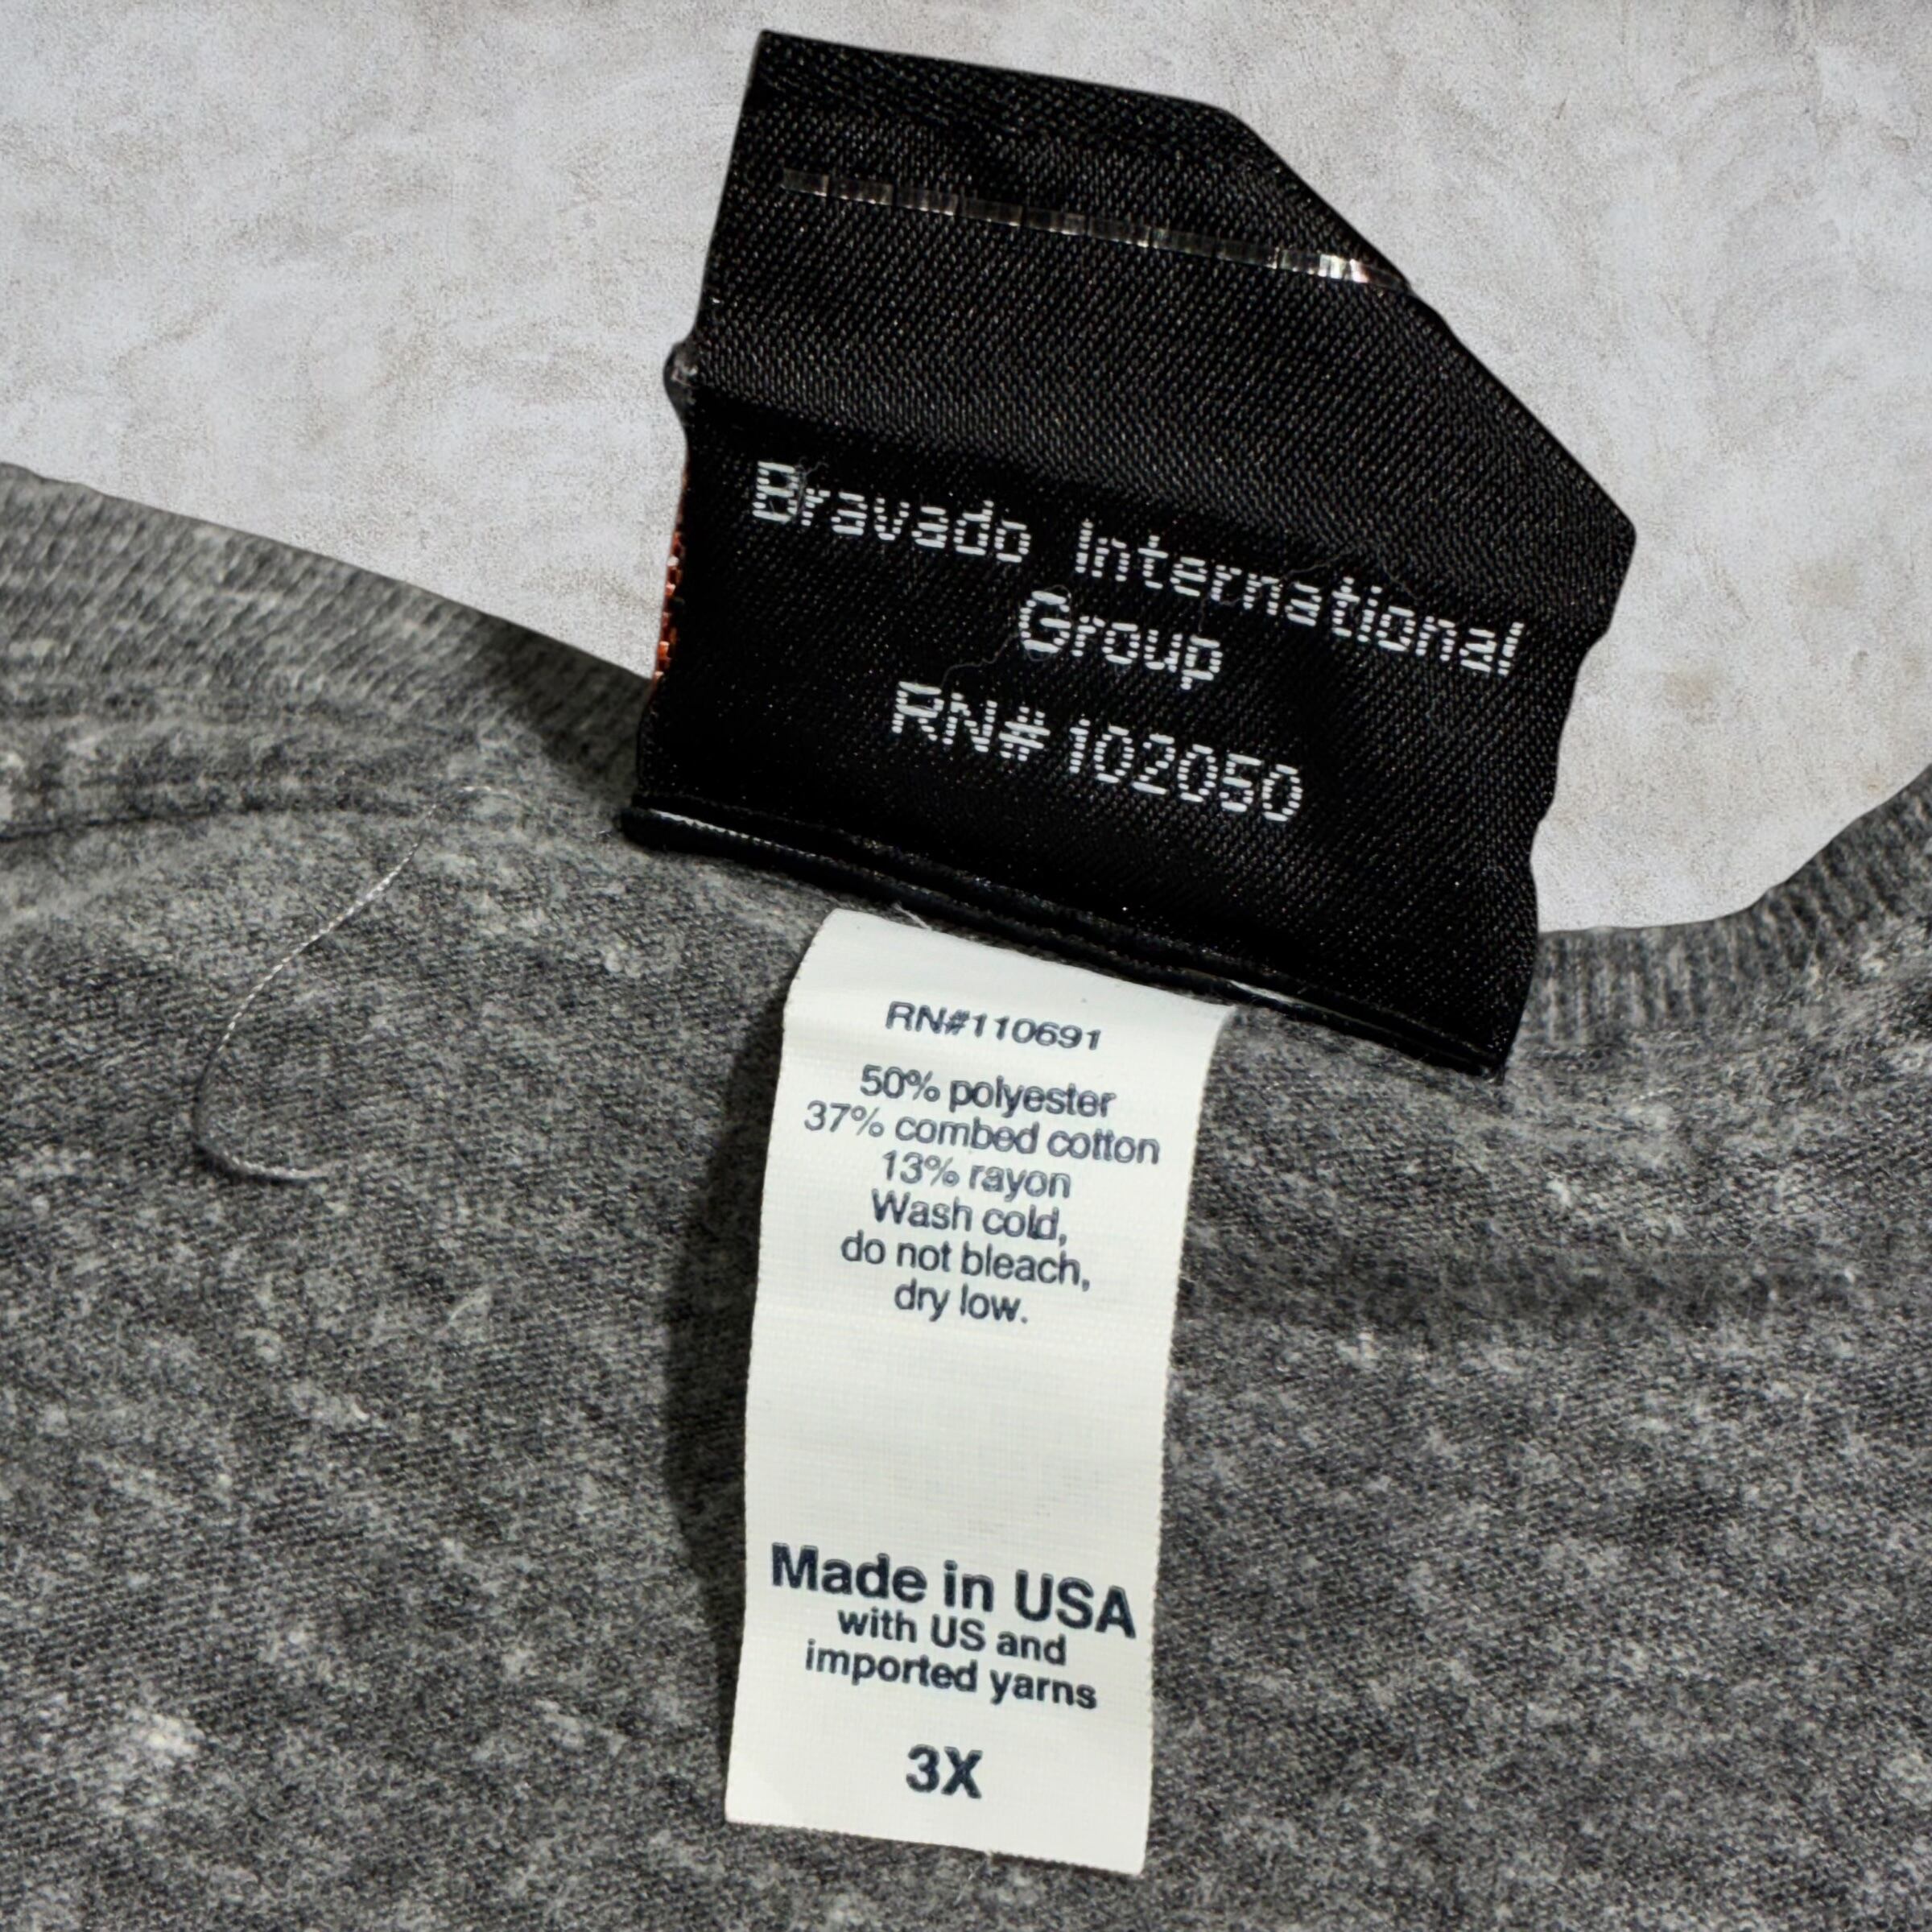 Bravado International
Group
RN# 102050
RN#110691
50% polyester
37% combed cotton
13% rayon
Wash cold,
do not bleach,
dry low.
Made in USA
with US and
imported yarns
3X